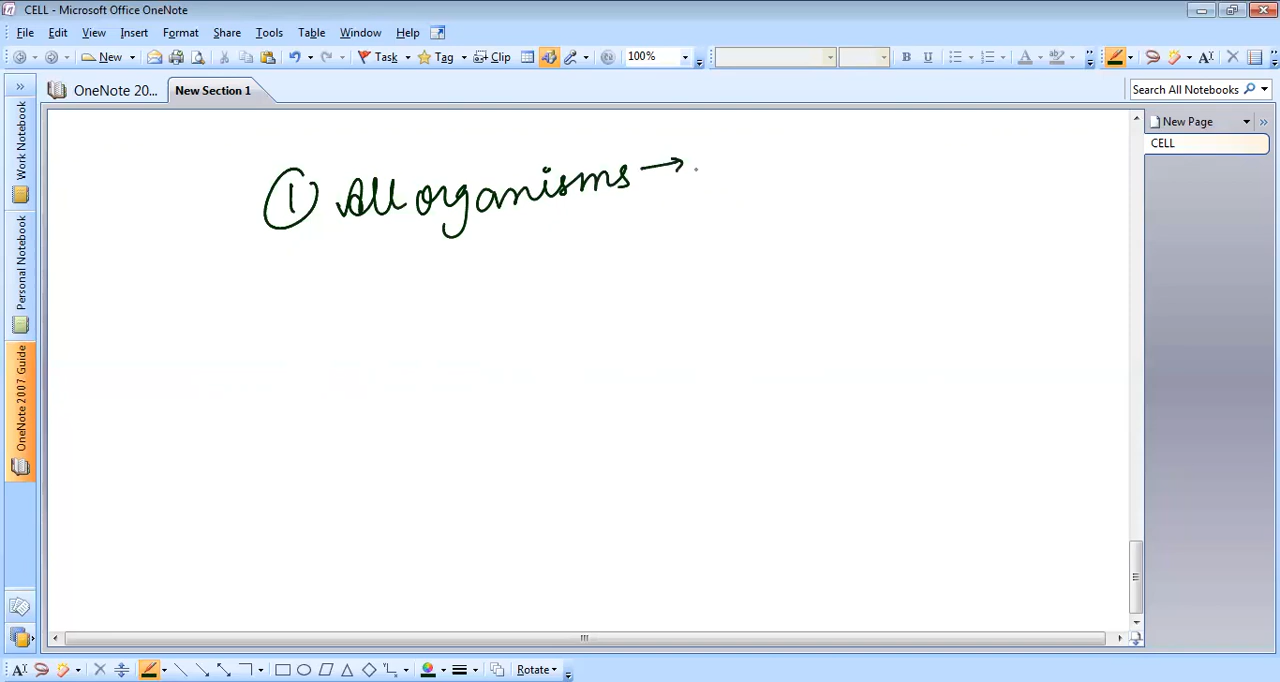 CELL - Microsoft Office OneNote
File Edit View Insert Format Share Tools Table Window Help
New Task Tag Clip 100% B U A ab A
OneNote 20... New Section 1 Search All Notebooks
New Page
CELL
Work Notebook
Personal Notebook
OneNote 2007 Guide
① All organisms →
A Rotate